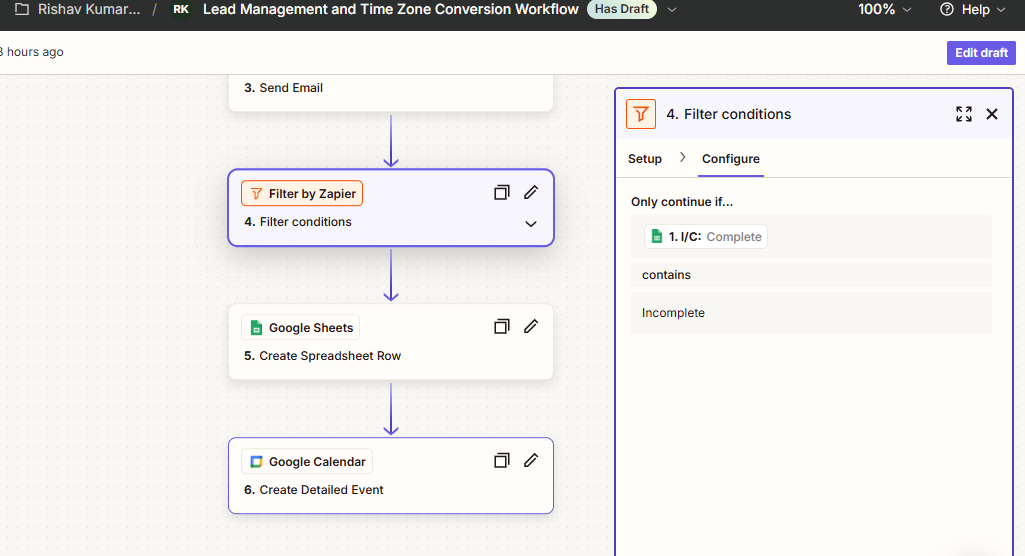 Rishav Kumar... / RK Lead Management and Time Zone Conversion Workflow Has Draft 100% Help
hours ago
Edit draft
3. Send Email
Filter by Zapier
4. Filter conditions
Google Sheets
5. Create Spreadsheet Row
Google Calendar
6. Create Detailed Event
4. Filter conditions
Setup Configure
Only continue if...
1. I/C: Complete
contains
Incomplete